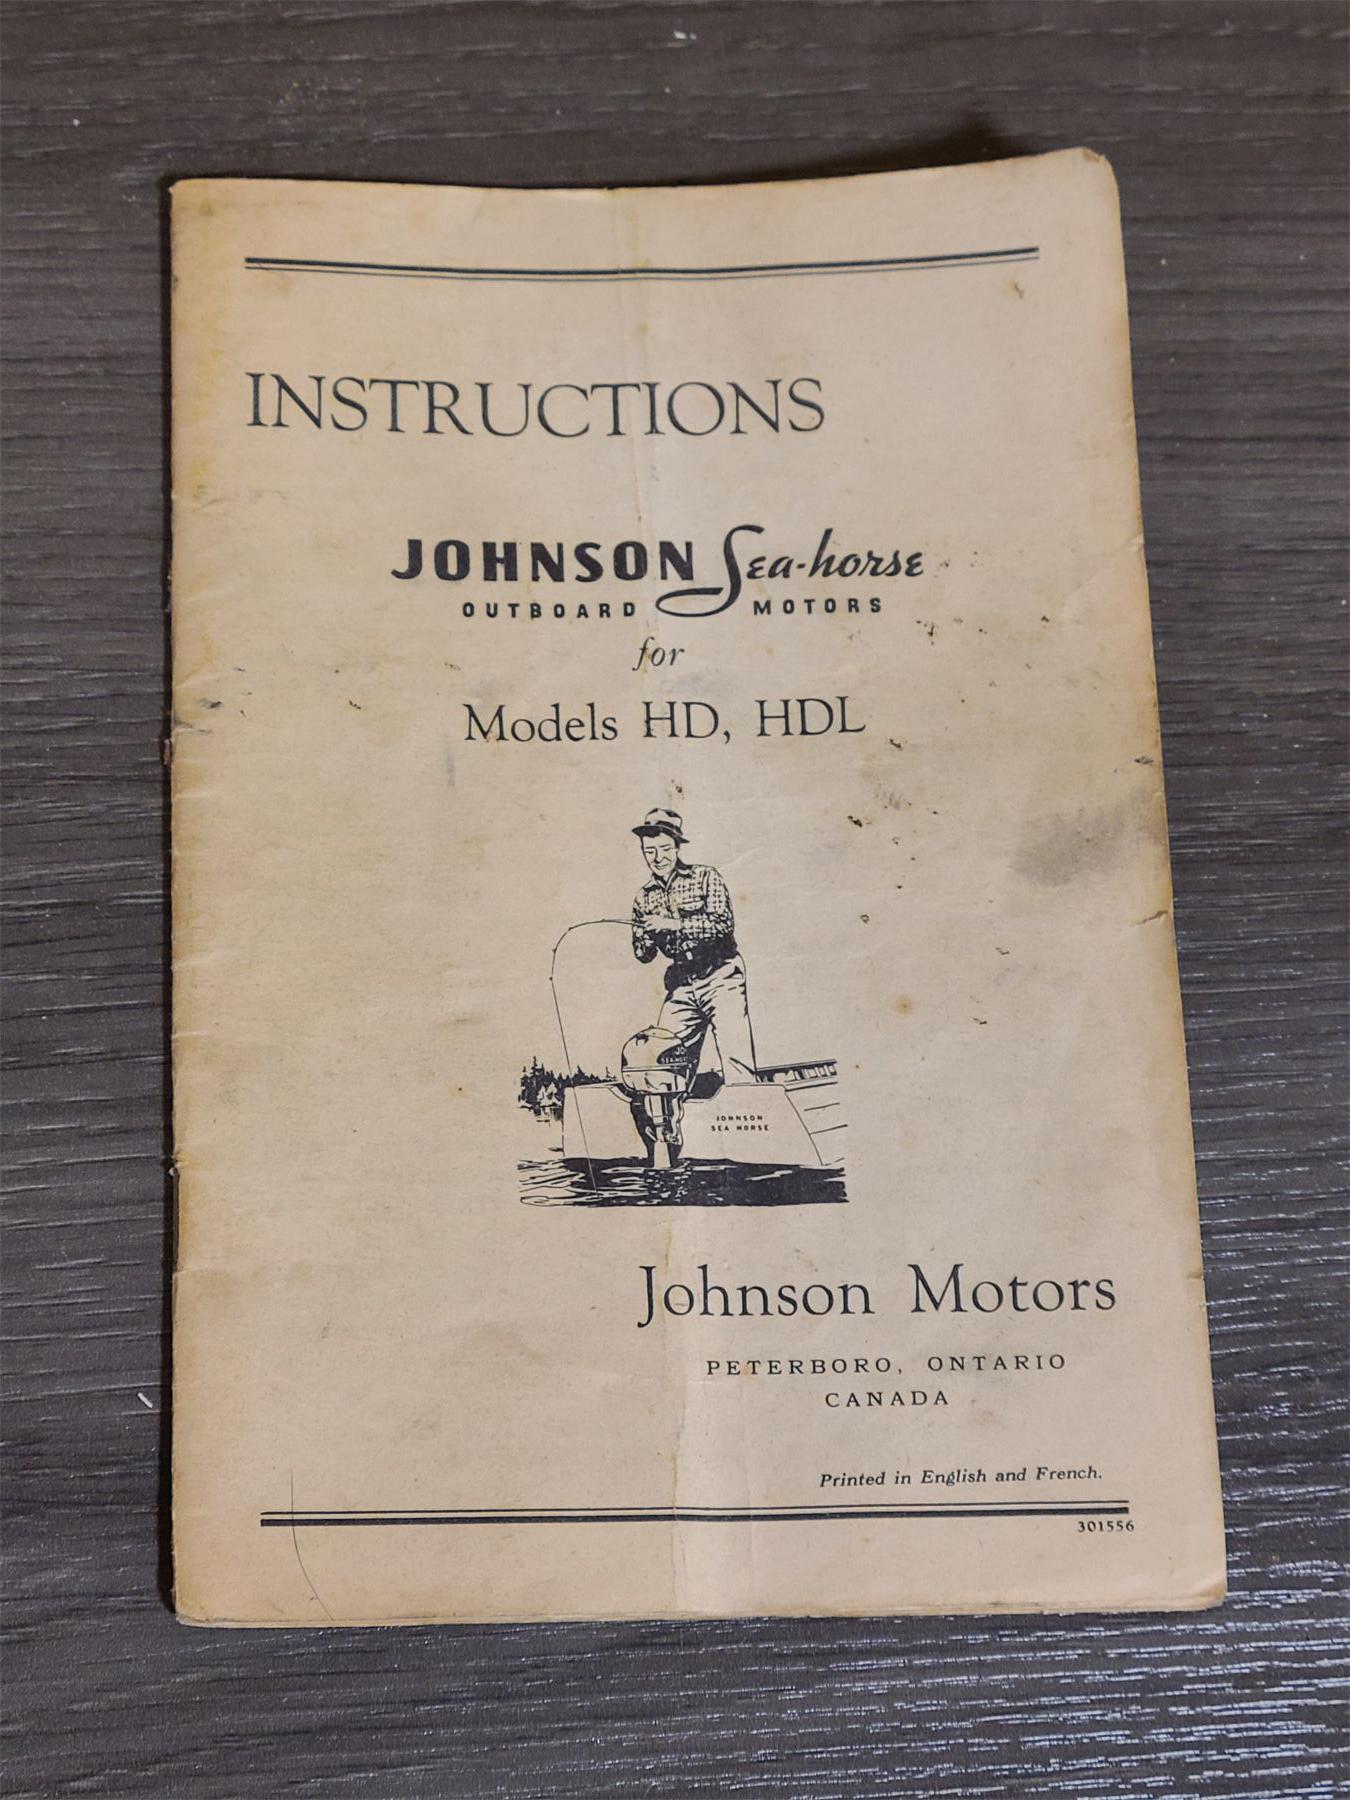 INSTRUCTIONS
JOHNSON Sea-horse
OUTBOARD MOTORS
for
Models HD, HDL
JO
JOHNSON
SEA HORSE
Johnson Motors
PETERBORO, ONTARIO
CANADA
Printed in English and French.
301556